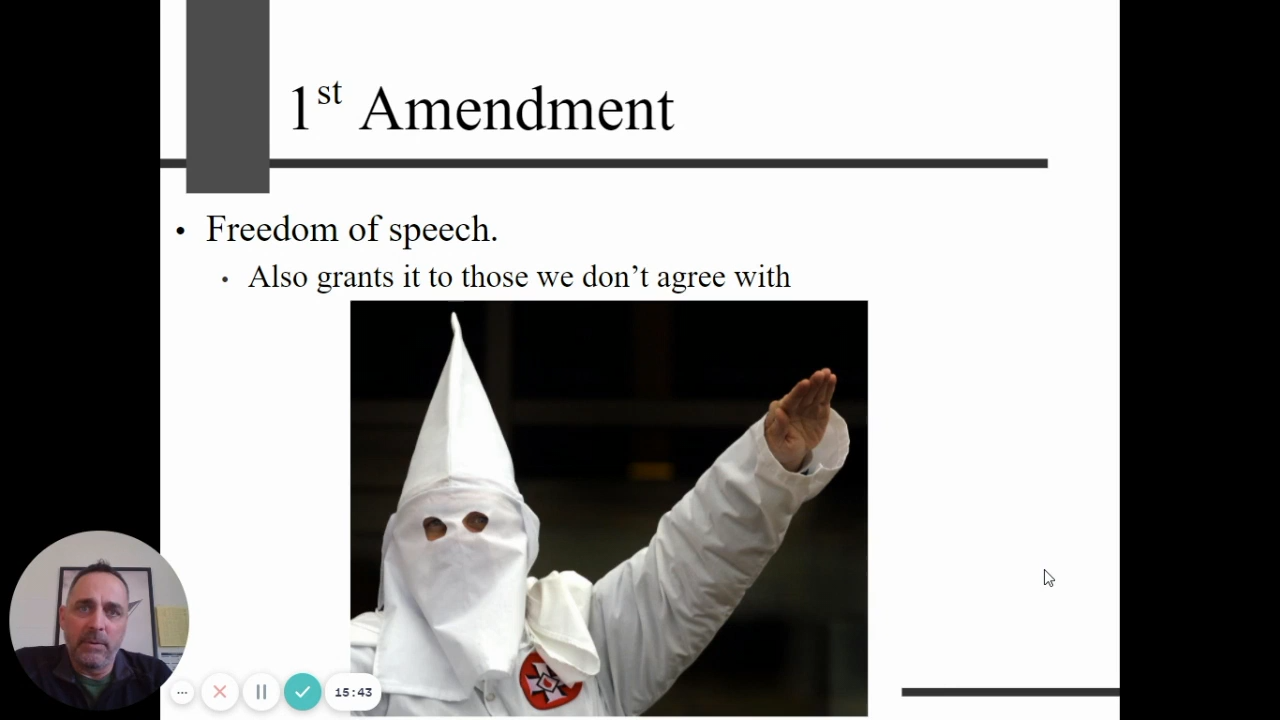 1st Amendment
• Freedom of speech.
• Also grants it to those we don’t agree with
15:43